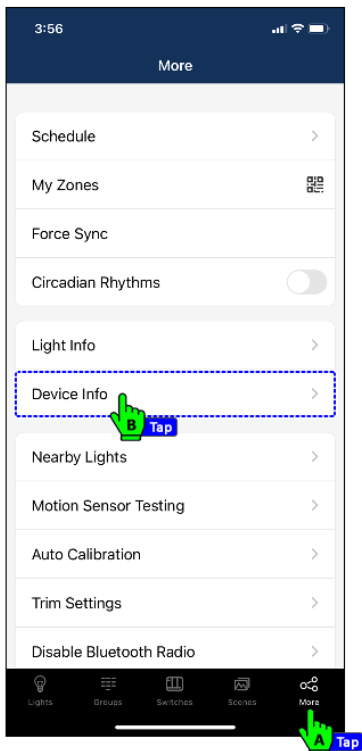 3:56
More
Schedule
My Zones
Force Sync
Circadian Rhythms
Light Info
Device Info
B Tap
Nearby Lights
Motion Sensor Testing
Auto Calibration
Trim Settings
Disable Bluetooth Radio
Lights Groups Switches Scenes More
A Tap